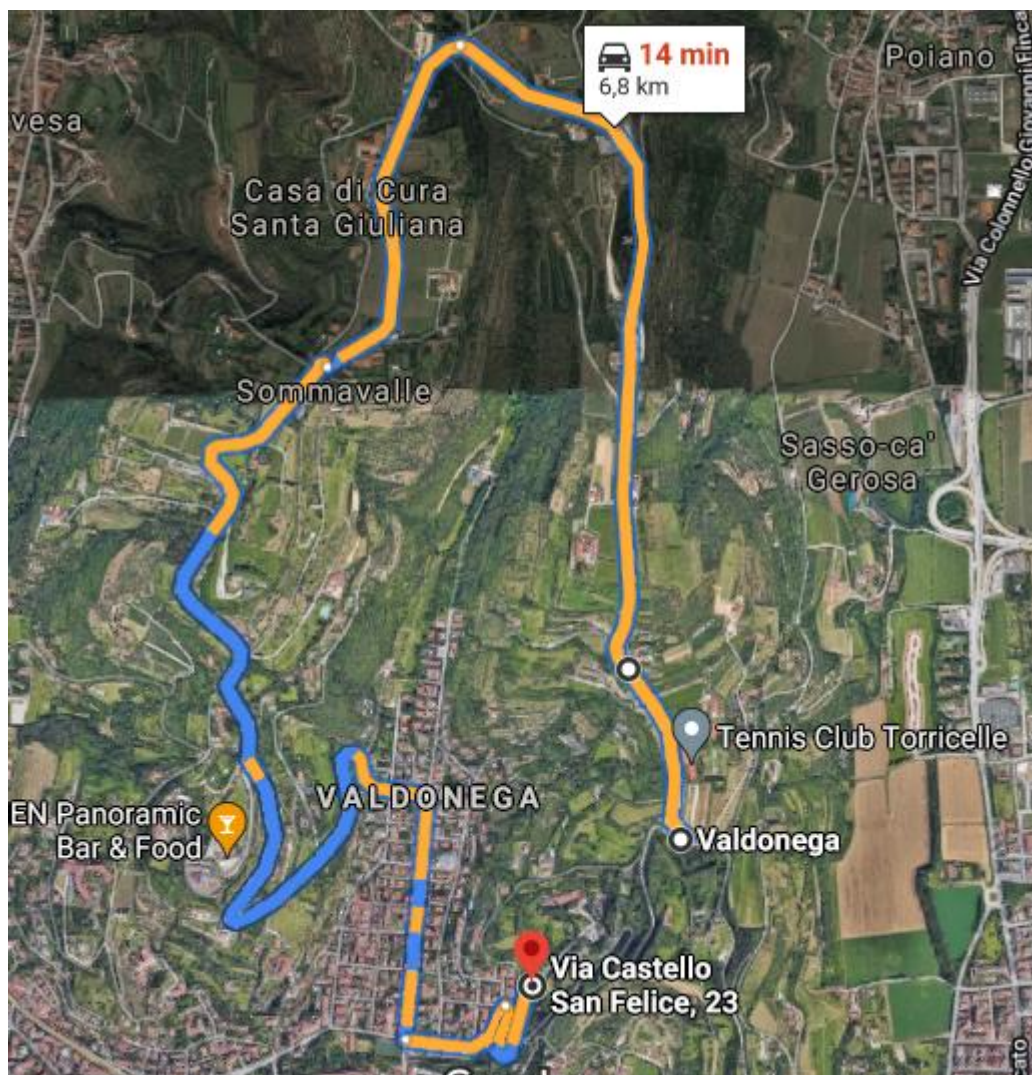 14 min
6,8 km
Poiano
vesa
Via Colonnello Giovanni Finca
Casa di Cura
Santa Giuliana
Sommavalle
Sasso-ca'
Gerosa
Tennis Club Torricelle
EN Panoramic
Bar & Food
VALDONEGA
Valdonega
Via Castello
San Felice, 23
cato